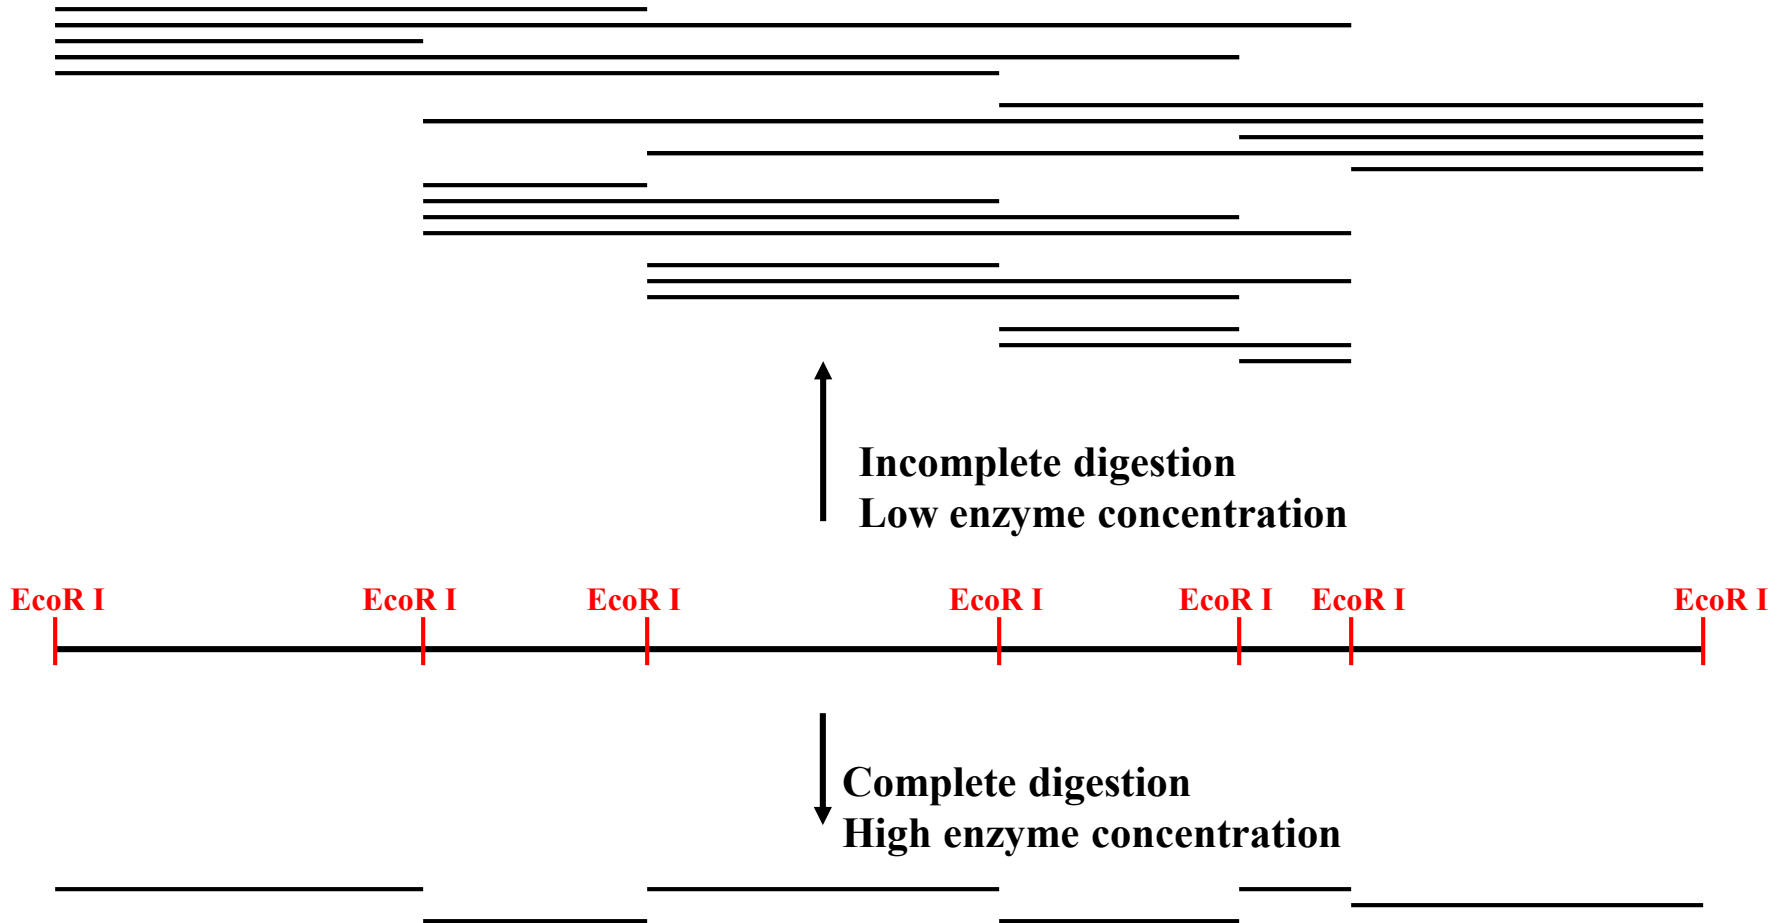 Incomplete digestion
Low enzyme concentration
EcoR I EcoR I EcoR I EcoR I EcoR I EcoR I EcoR I
Complete digestion
High enzyme concentration